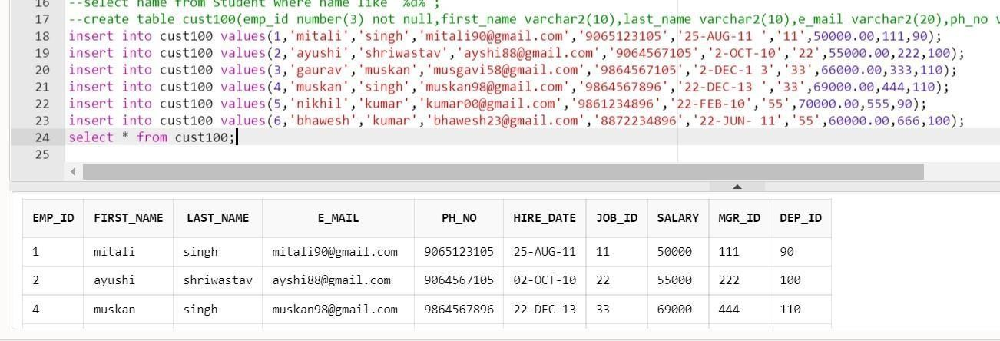 16 --select name from Student where name like '%d%';
17 --create table cust100(emp_id number(3) not null,first_name varchar2(10),last_name varchar2(10),e_mail varchar2(20),ph_no v
18 insert into cust100 values(1,'mitali','singh','mitali90@gmail.com','9065123105','25-AUG-11 ','11',50000.00,111,90);
19 insert into cust100 values(2,'ayushi','shriwastav','ayshi88@gmail.com','9064567105','2-OCT-10','22',55000.00,222,100);
20 insert into cust100 values(3,'gaurav','muskan','musgavi58@gmail.com','9864567105','2-DEC-1 3','33',66000.00,333,110);
21 insert into cust100 values(4,'muskan','singh','muskan98@gmail.com','9864567896','22-DEC-13 ','33',69000.00,444,110);
22 insert into cust100 values(5,'nikhil','kumar','kumar00@gmail.com','9861234896','22-FEB-10','55',70000.00,555,90);
23 insert into cust100 values(6,'bhawesh','kumar','bhawesh23@gmail.com','8872234896','22-JUN- 11','55',60000.00,666,100);
24 select * from cust100;
25
EMP_ID FIRST_NAME LAST_NAME E_MAIL PH_NO HIRE_DATE JOB_ID SALARY MGR_ID DEP_ID
1 mitali singh mitali90@gmail.com 9065123105 25-AUG-11 11 50000 111 90
2 ayushi shriwastav ayshi88@gmail.com 9064567105 02-OCT-10 22 55000 222 100
4 muskan singh muskan98@gmail.com 9864567896 22-DEC-13 33 69000 444 110